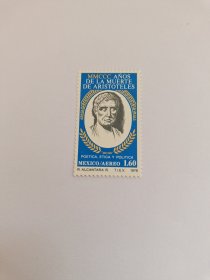 MMCCC AÑOS
DE LA MUERTE
DE ARISTOTELES
POETICA, ETICA Y POLITICA
MEXICO/AEREO 1.60
R. ALCANTARA R. T.I.E.V. 1978